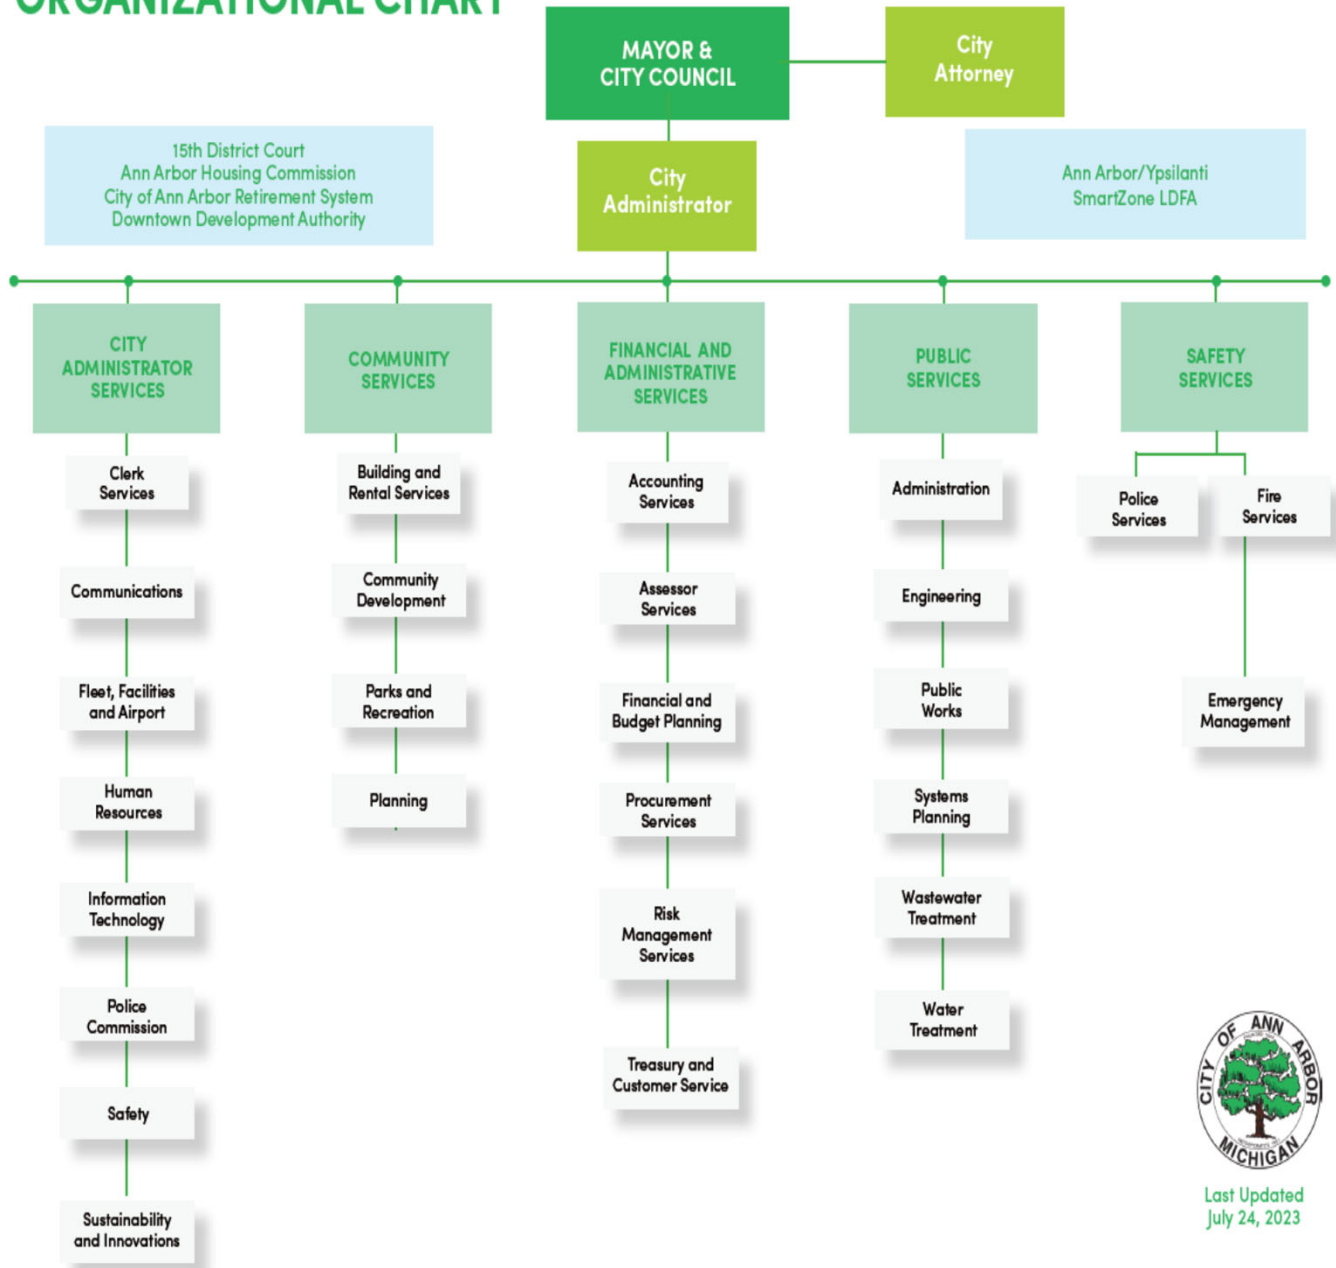 ORGANIZATIONAL CHART
MAYOR &
CITY COUNCIL
City
Attorney
15th District Court
Ann Arbor Housing Commission
City of Ann Arbor Retirement System
Downtown Development Authority
City
Administrator
Ann Arbor/Ypsilanti
SmartZone LDFA
CITY
ADMINISTRATOR
SERVICES
Clerk
Services
Communications
Fleet, Facilities
and Airport
Human
Resources
Information
Technology
Police
Commission
Safety
Sustainability
and Innovations
COMMUNITY
SERVICES
Building and
Rental Services
Community
Development
Parks and
Recreation
Planning
FINANCIAL AND
ADMINISTRATIVE
SERVICES
Accounting
Services
Assessor
Services
Financial and
Budget Planning
Procurement
Services
Risk
Management
Services
Treasury and
Customer Service
PUBLIC
SERVICES
Administration
Engineering
Public
Works
Systems
Planning
Wastewater
Treatment
Water
Treatment
SAFETY
SERVICES
Police
Services
Fire
Services
Emergency
Management
CITY OF ANN ARBOR
MICHIGAN
Last Updated
July 24, 2023